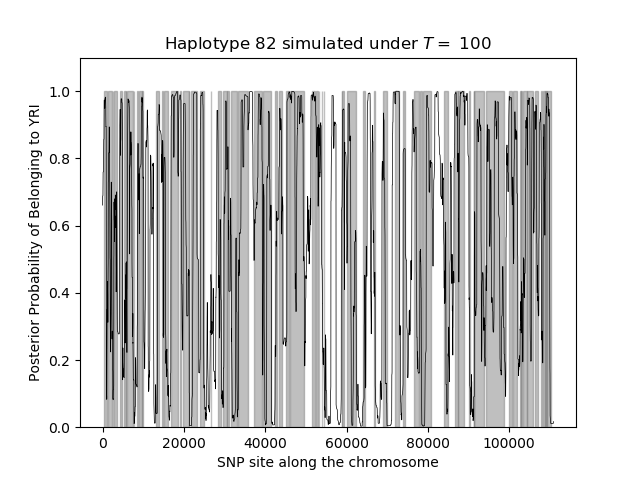 Haplotype 82 simulated under T = 100
Posterior Probability of Belonging to YRI
1.0
0.8
0.6
0.4
0.2
0.0
0 20000 40000 60000 80000 100000
SNP site along the chromosome